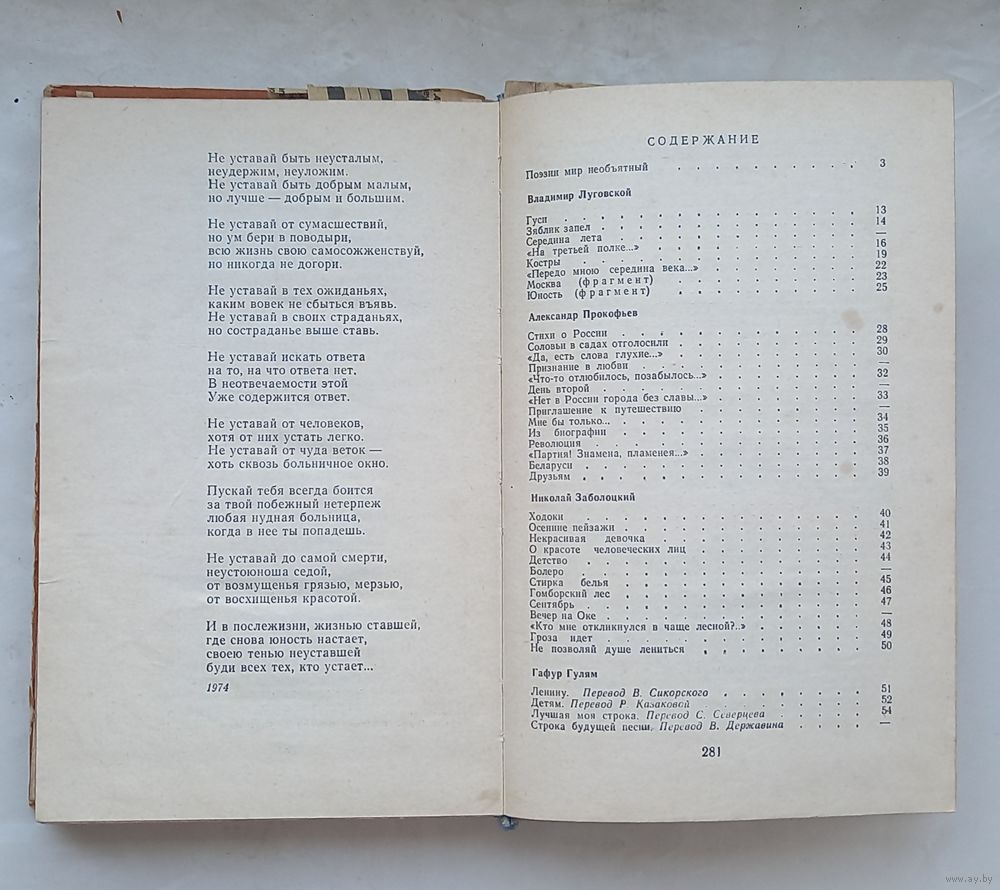 Не уставай быть неусталым,
неудержим, неуложим.
Не уставай быть добрым малым,
но лучше — добрым и большим.
Не уставай от сумасшествий,
но ум бери в поводыри,
всю жизнь свою самосожженствуй,
но никогда не догори.
Не уставай в тех ожиданьях,
каким вовек не сбыться въявь.
Не уставай в своих страданьях,
но состраданье выше ставь.
Не уставай искать ответа
на то, на что ответа нет.
В неотвечаемости этой
Уже содержится ответ.
Не уставай от человеков,
хотя от них устать легко.
Не уставай от чуда веток —
хоть сквозь больничное окно.
Пускай тебя всегда боится
за твой побежный нетерпеж
любая нудная больница,
когда в нее ты попадешь.
Не уставай до самой смерти,
неустоюноша седой,
от возмущенья грязью, мерзью,
от восхищенья красотой.
И в послежизни, жизнью ставшей,
где снова юность настает,
своею тенью неуставшей
буди всех тех, кто устает...
1974
СОДЕРЖАНИЕ
Поэзии мир необъятный . . . . . . . . 3
Владимир Луговской
Гуси . . . . . . . . 13
Зяблик запел . . . . . . . . 14
Середина лета . . . . . . . . —
«На третьей полке...» . . . . . . . . 16
Костры . . . . . . . . 19
«Передо мною середина века...» . . . . . . . . 22
Москва (фрагмент) . . . . . . . . 23
Юность (фрагмент) . . . . . . . . 25
Александр Прокофьев
Стихи о России . . . . . . . . 28
Соловьи в садах отголосили . . . . . . . . 29
«Да, есть слова глухие...» . . . . . . . . 30
Признание в любви . . . . . . . . —
«Что-то отлюбилось, позабылось...» . . . . . . . . 32
День второй . . . . . . . . —
«Нет в России города без славы...» . . . . . . . . 33
Приглашение к путешествию . . . . . . . . —
Мне бы только... . . . . . . . . 34
Из биографии . . . . . . . . 35
Революция . . . . . . . . 36
«Партия! Знамена, пламенея...» . . . . . . . . 37
Беларуси . . . . . . . . 38
Друзьям . . . . . . . . 39
Николай Заболоцкий
Ходоки . . . . . . . . 40
Осенние пейзажи . . . . . . . . 41
Некрасивая девочка . . . . . . . . 42
О красоте человеческих лиц . . . . . . . . 43
Детство . . . . . . . . 44
Болеро . . . . . . . . —
Стирка белья . . . . . . . . 45
Гомборский лес . . . . . . . . 46
Сентябрь . . . . . . . . 47
Вечер на Оке . . . . . . . . —
«Кто мне откликнулся в чаще лесной?..» . . . . . . 48
Гроза идет . . . . . . . . 49
Не позволяй душе лениться . . . . . . . . 50
Гафур Гулям
Ленину. Перевод В. Сикорского . . . . . . . 51
Детям. Перевод Р. Казаковой . . . . . . . 52
Лучшая моя строка. Перевод С. Северцева . . . . 54
Строка будущей песни. Перевод В. Державина . . . . —
281
www.ay.by